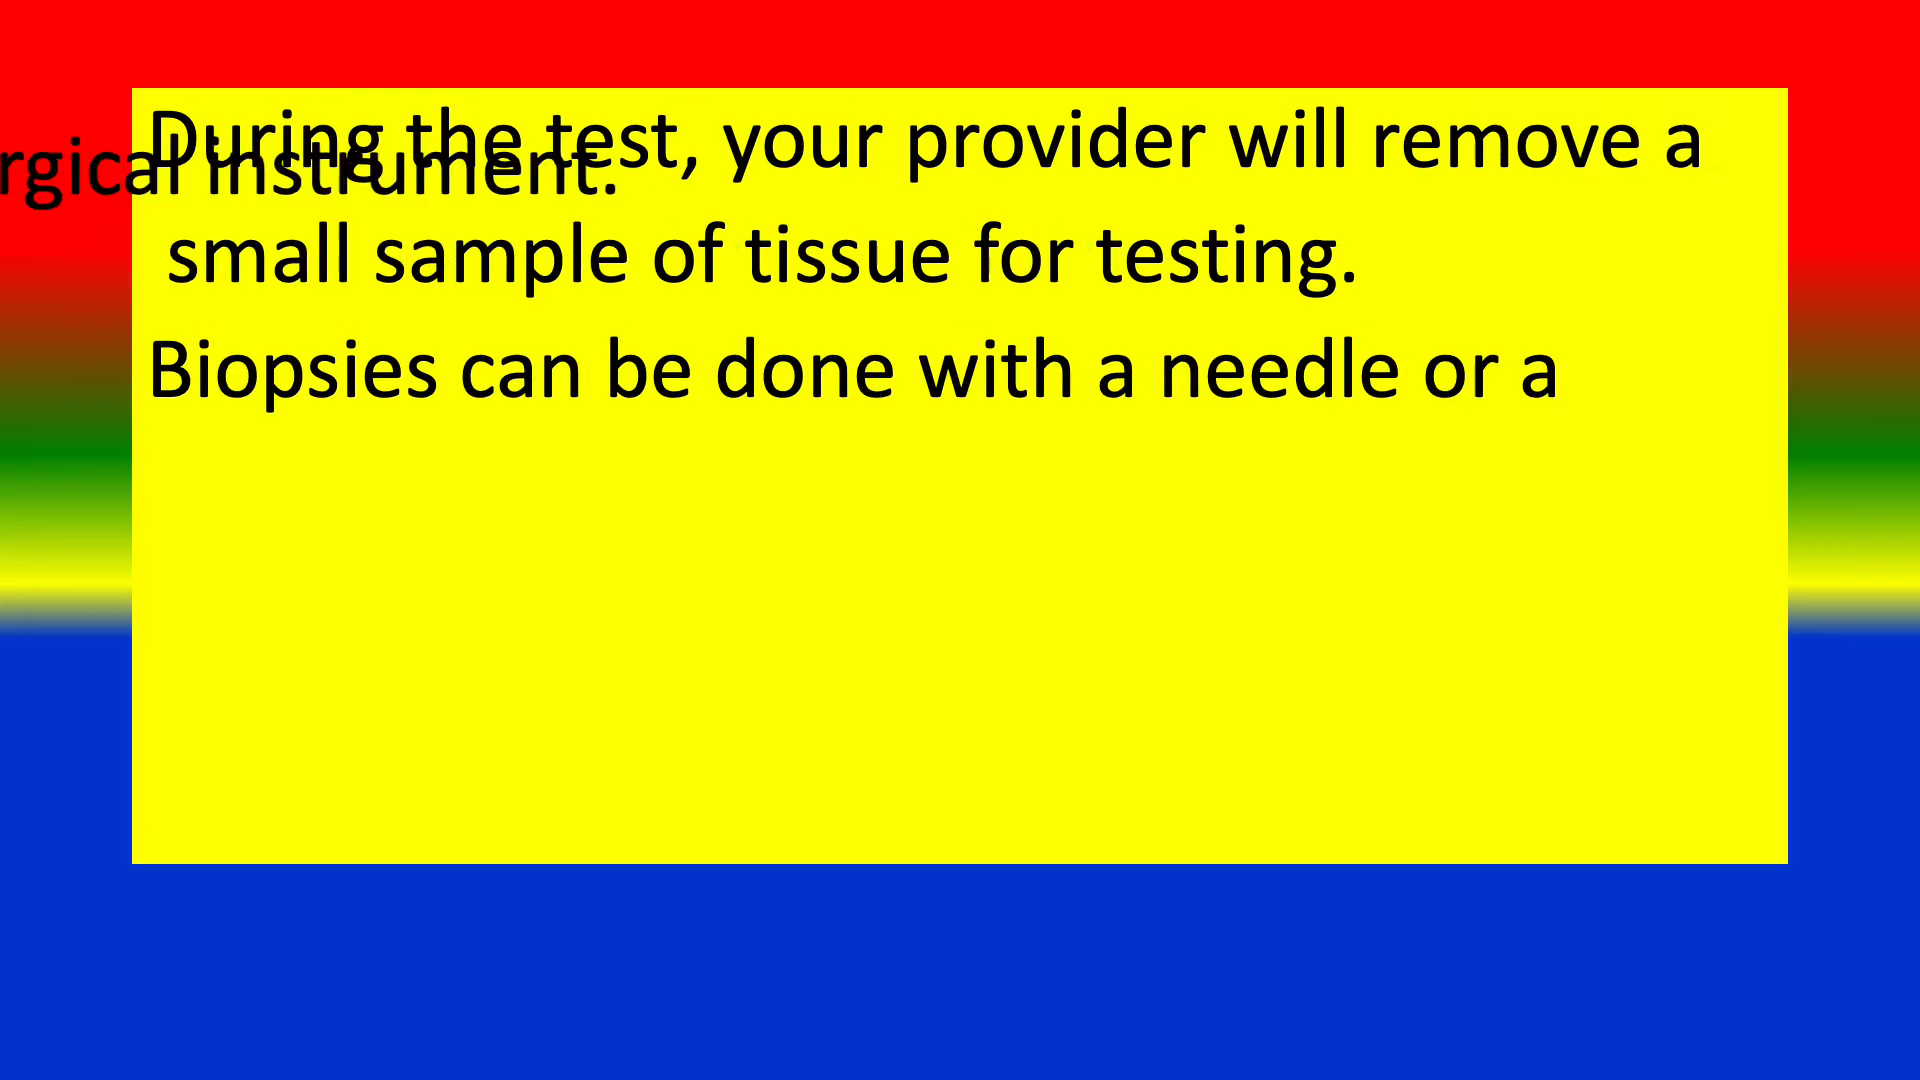 During the test, your provider will remove a
rgical instrument.
small sample of tissue for testing.
Biopsies can be done with a needle or a